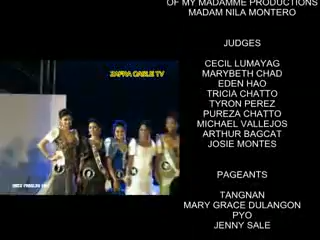 OF MY MADAMME PRODUCTIONS
MADAM NILA MONTERO
JUDGES
CECIL LUMAYAG
MARYBETH CHAD
EDEN HAO
TRICIA CHATTO
TYRON PEREZ
PUREZA CHATTO
MICHAEL VALLEJOS
ARTHUR BAGCAT
JOSIE MONTES
PAGEANTS
TANGNAN
MARY GRACE DULANGON
PYO
JENNY SALE
ZAFRA CABLE TV